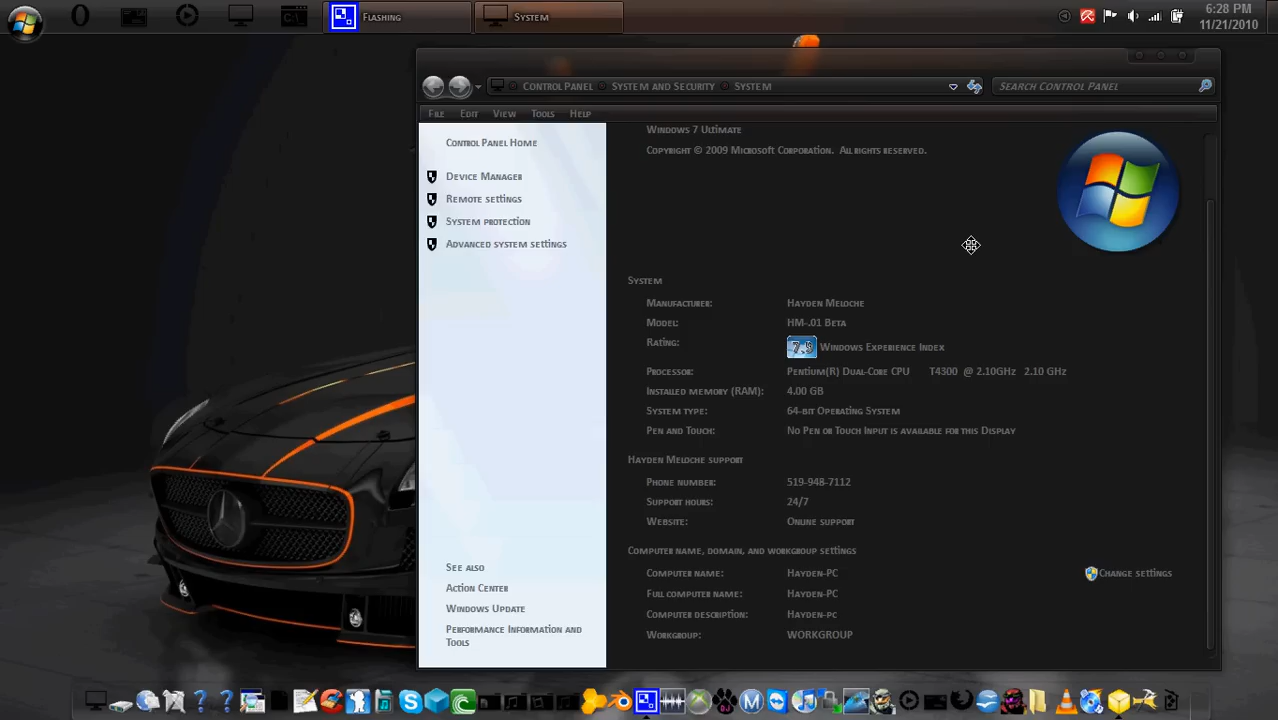 Flashing
System
6:28 PM
11/21/2010
Control Panel
System and Security
System
Search Control Panel
File Edit View Tools Help
Control Panel Home
Device Manager
Remote settings
System protection
Advanced system settings
See also
Action Center
Windows Update
Performance Information and
Tools
Windows 7 Ultimate
Copyright © 2009 Microsoft Corporation. All rights reserved.
System
Manufacturer: Hayden Meloche
Model: HM-.01 Beta
Rating: 7.9 Windows Experience Index
Processor: Pentium(R) Dual-Core CPU T4300 @ 2.10GHz 2.10 GHz
Installed memory (RAM): 4.00 GB
System type: 64-bit Operating System
Pen and Touch: No Pen or Touch Input is available for this Display
Hayden Meloche support
Phone number: 519-948-7112
Support hours: 24/7
Website: Online support
Computer name, domain, and workgroup settings
Computer name: Hayden-PC
Change settings
Full computer name: Hayden-PC
Computer description: Hayden-pc
Workgroup: WORKGROUP